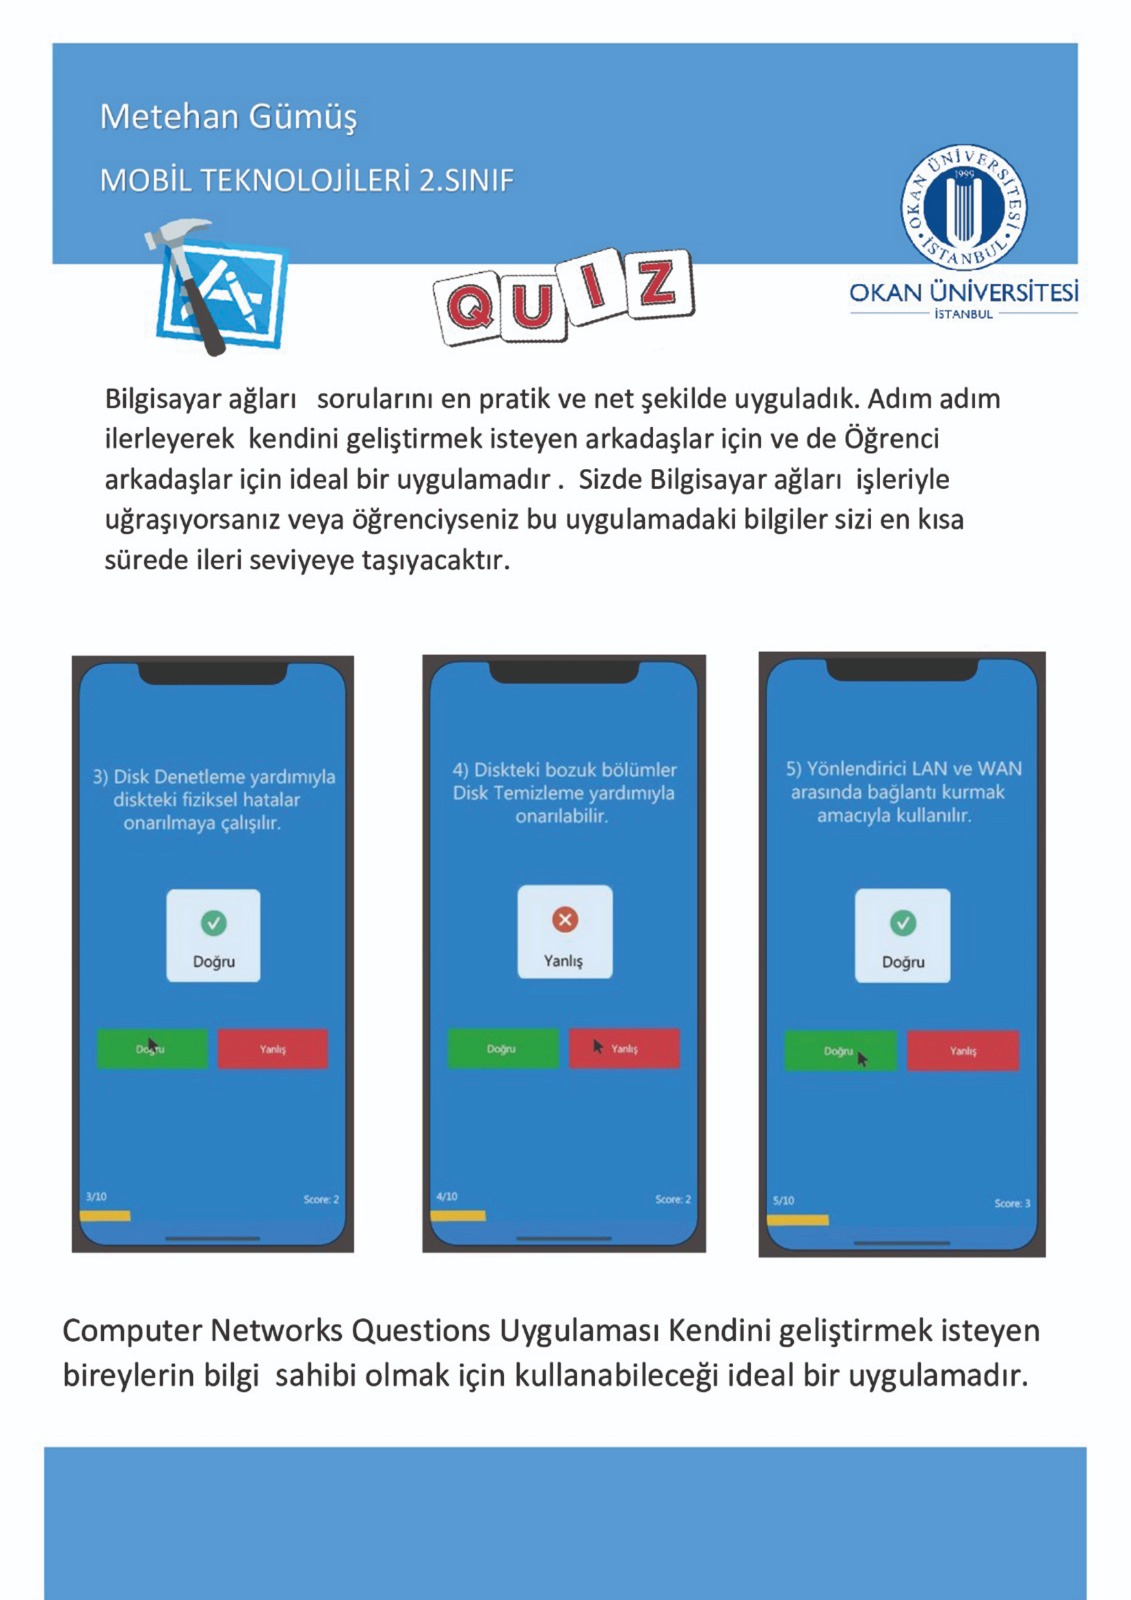 Metehan Gümüş
MOBİL TEKNOLOJİLERİ 2.SINIF
OKAN ÜNİVERSİTESİ
1999
İSTANBUL
QUIZ
OKAN ÜNİVERSİTESİ
İSTANBUL
Bilgisayar ağları sorularını en pratik ve net şekilde uyguladık. Adım adım
ilerleyerek kendini geliştirmek isteyen arkadaşlar için ve de Öğrenci
arkadaşlar için ideal bir uygulamadır . Sizde Bilgisayar ağları işleriyle
uğraşıyorsanız veya öğrenciyseniz bu uygulamadaki bilgiler sizi en kısa
sürede ileri seviyeye taşıyacaktır.
3) Disk Denetleme yardımıyla
diskteki fiziksel hatalar
onarılmaya çalışılır.
Doğru
Doğru Yanlış
3/10 Score: 2
4) Diskteki bozuk bölümler
Disk Temizleme yardımıyla
onarılabilir.
Yanlış
Doğru Yanlış
4/10 Score: 2
5) Yönlendirici LAN ve WAN
arasında bağlantı kurmak
amacıyla kullanılır.
Doğru
Doğru Yanlış
5/10 Score: 3
Computer Networks Questions Uygulaması Kendini geliştirmek isteyen
bireylerin bilgi sahibi olmak için kullanabileceği ideal bir uygulamadır.